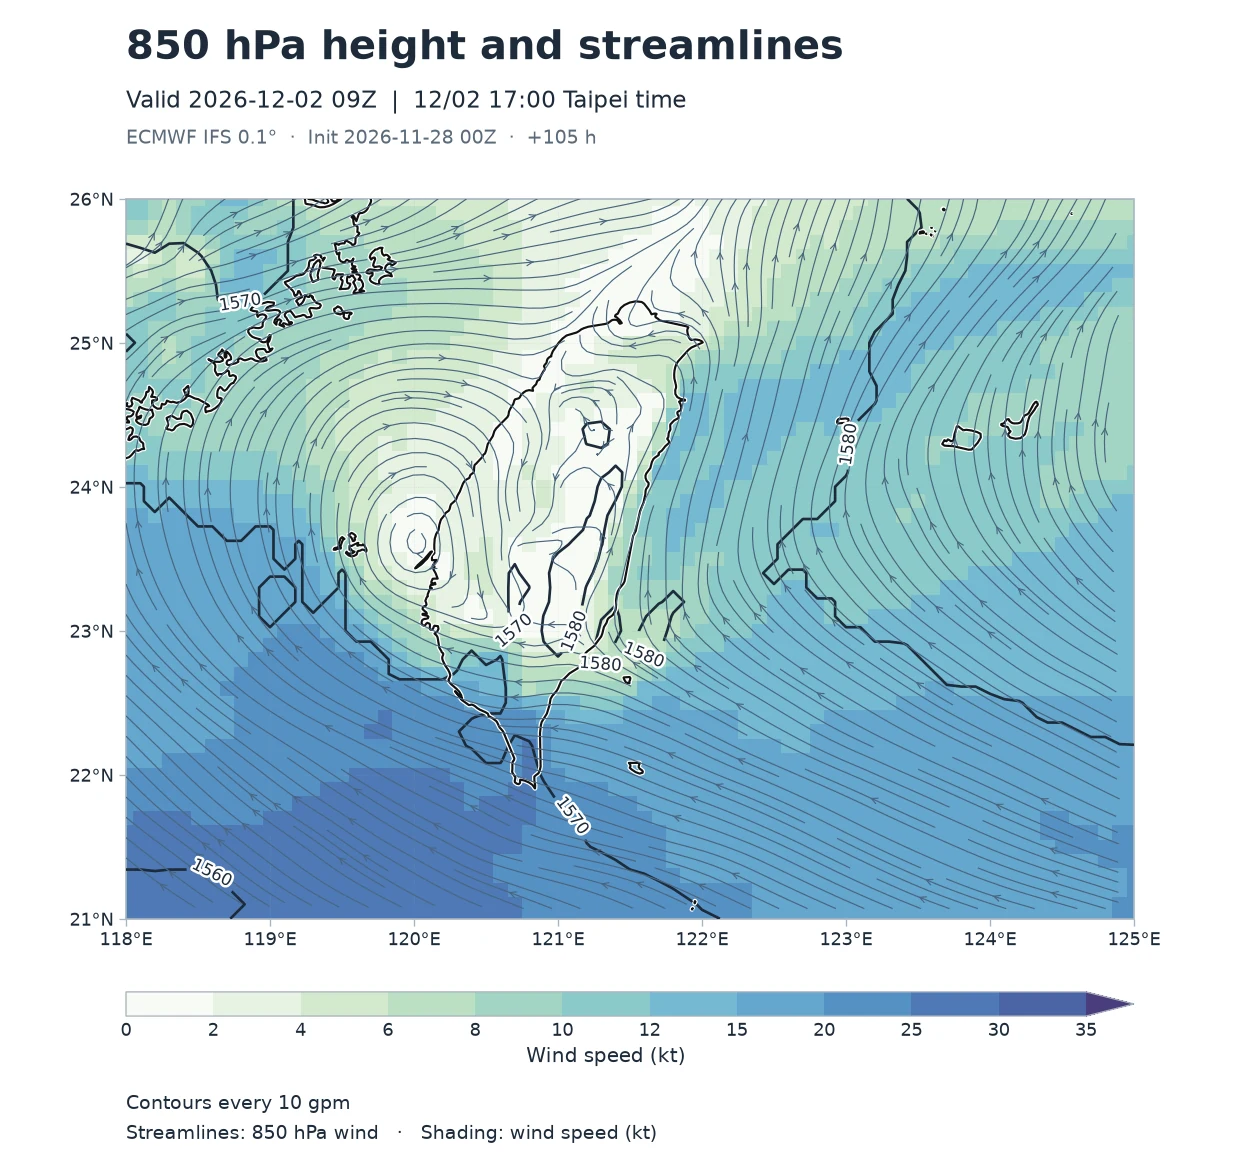 850 hPa height and streamlines
Valid 2026-12-02 09Z | 12/02 17:00 Taipei time
ECMWF IFS 0.1° · Init 2026-11-28 00Z · +105 h
26°N
1570
25°N
1580
24°N
23°N
1570
1580
1580
1580
22°N
1570
1560
21°N
118°E 119°E 120°E 121°E 122°E 123°E 124°E 125°E
0 2 4 6 8 10 12 15 20 25 30 35
Wind speed (kt)
Contours every 10 gpm
Streamlines: 850 hPa wind · Shading: wind speed (kt)